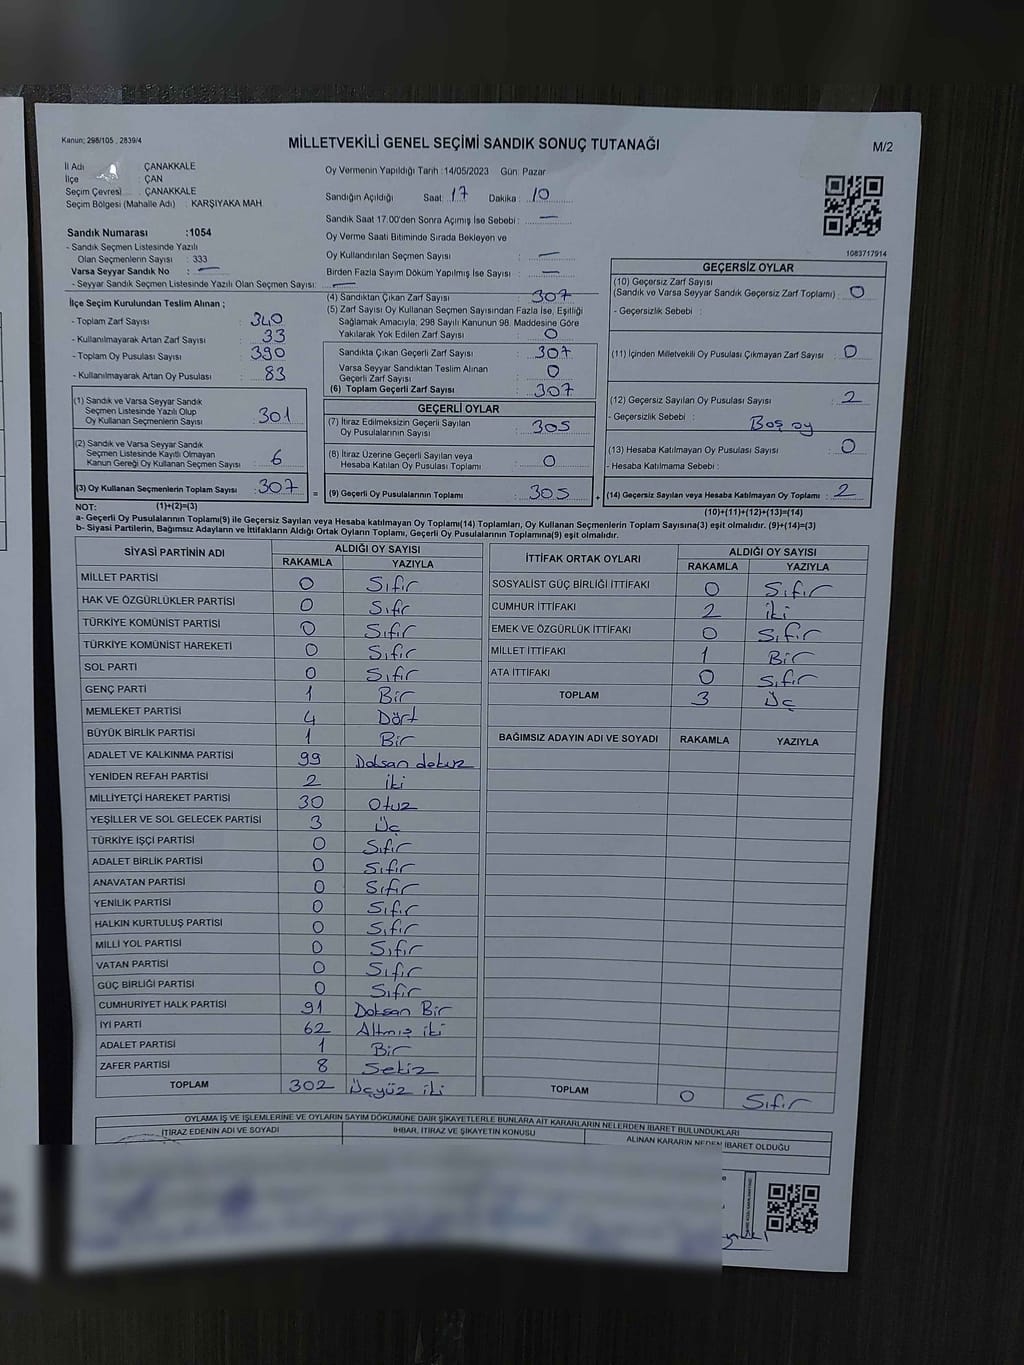 Kanun; 298/105 , 2839/4
MİLLETVEKİLİ GENEL SEÇİMİ SANDIK SONUÇ TUTANAĞI
M/2
İl Adı : ÇANAKKALE
İlçe : ÇAN
Seçim Çevresi : ÇANAKKALE
Seçim Bölgesi (Mahalle Adı) : KARŞIYAKA MAH.
Sandık Numarası :1054
- Sandık Seçmen Listesinde Yazılı
Olan Seçmenlerin Sayısı : 333
Varsa Seyyar Sandık No : —
- Seyyar Sandık Seçmen Listesinde Yazılı Olan Seçmen Sayısı: —
Oy Vermenin Yapıldığı Tarih :14/05/2023 Gün: Pazar
Sandığın Açıldığı Saat: 17 Dakika : 10
Sandık Saat 17.00'den Sonra Açımış İse Sebebi : —
Oy Verme Saati Bitiminde Sırada Bekleyen ve
Oy Kullandırılan Seçmen Sayısı : —
Birden Fazla Sayım Döküm Yapılmış İse Sayısı : —
1083717914
İlçe Seçim Kurulundan Teslim Alınan ;
- Toplam Zarf Sayısı : 340
- Kullanılmayarak Artan Zarf Sayısı : 33
- Toplam Oy Pusulası Sayısı : 390
- Kullanılmayarak Artan Oy Pusulası : 83
(1) Sandık ve Varsa Seyyar Sandık
Seçmen Listesinde Yazılı Olup
Oy Kullanan Seçmenlerin Sayısı : 301
(2) Sandık ve Varsa Seyyar Sandık
Seçmen Listesinde Kayıtlı Olmayan
Kanun Gereği Oy Kullanan Seçmen Sayısı : 6
(3) Oy Kullanan Seçmenlerin Toplam Sayısı : 307
(1)+(2)=(3)
(4) Sandıktan Çıkan Zarf Sayısı : 307
(5) Zarf Sayısı Oy Kullanan Seçmen Sayısından Fazla İse, Eşitliği
Sağlamak Amacıyla, 298 Sayılı Kanunun 98. Maddesine Göre
Yakılarak Yok Edilen Zarf Sayısı : 0
Sandıkta Çıkan Geçerli Zarf Sayısı : 307
Varsa Seyyar Sandıktan Teslim Alınan
Geçerli Zarf Sayısı : 0
(6) Toplam Geçerli Zarf Sayısı : 307
GEÇERLİ OYLAR
(7) İtiraz Edilmeksizin Geçerli Sayılan
Oy Pusulalarının Sayısı : 305
(8) İtiraz Üzerine Geçerli Sayılan veya
Hesaba Katılan Oy Pusulası Toplamı : 0
= (9) Geçerli Oy Pusulalarının Toplamı : 305 +
GEÇERSİZ OYLAR
(10) Geçersiz Zarf Sayısı
(Sandık ve Varsa Seyyar Sandık Geçersiz Zarf Toplamı) : 0
- Geçersizlik Sebebi :
(11) İçinden Milletvekili Oy Pusulası Çıkmayan Zarf Sayısı : 0
(12) Geçersiz Sayılan Oy Pusulası Sayısı : 2
- Geçersizlik Sebebi : Boş oy
(13) Hesaba Katılmayan Oy Pusulası Sayısı : 0
- Hesaba Katılmama Sebebi :
(14) Geçersiz Sayılan veya Hesaba Katılmayan Oy Toplamı : 2
(10)+(11)+(12)+(13)=(14)
NOT:
a- Geçerli Oy Pusulalarının Toplamı(9) ile Geçersiz Sayılan veya Hesaba katılmayan Oy Toplamı(14) Toplamları, Oy Kullanan Seçmenlerin Toplam Sayısına(3) eşit olmalıdır. (9)+(14)=(3)
b- Siyasi Partilerin, Bağımsız Adayların ve İttifakların Aldığı Ortak Oyların Toplamı, Geçerli Oy Pusulalarının Toplamına(9) eşit olmalıdır.
SİYASİ PARTİNİN ADI ALDIĞI OY SAYISI
RAKAMLA YAZIYLA
MİLLET PARTİSİ 0 Sıfır
HAK VE ÖZGÜRLÜKLER PARTİSİ 0 Sıfır
TÜRKİYE KOMÜNİST PARTİSİ 0 Sıfır
TÜRKİYE KOMÜNİST HAREKETİ 0 Sıfır
SOL PARTİ 0 Sıfır
GENÇ PARTİ 1 Bir
MEMLEKET PARTİSİ 4 Dört
BÜYÜK BİRLİK PARTİSİ 1 Bir
ADALET VE KALKINMA PARTİSİ 99 Doksan dokuz
YENİDEN REFAH PARTİSİ 2 iki
MİLLİYETÇİ HAREKET PARTİSİ 30 Otuz
YEŞİLLER VE SOL GELECEK PARTİSİ 3 Üç
TÜRKİYE İŞÇİ PARTİSİ 0 Sıfır
ADALET BİRLİK PARTİSİ 0 Sıfır
ANAVATAN PARTİSİ 0 Sıfır
YENİLİK PARTİSİ 0 Sıfır
HALKIN KURTULUŞ PARTİSİ 0 Sıfır
MİLLİ YOL PARTİSİ 0 Sıfır
VATAN PARTİSİ 0 Sıfır
GÜÇ BİRLİĞİ PARTİSİ 0 Sıfır
CUMHURİYET HALK PARTİSİ 91 Doksan Bir
İYİ PARTİ 62 Altmış iki
ADALET PARTİSİ 1 Bir
ZAFER PARTİSİ 8 Sekiz
TOPLAM 302 Üçyüz iki
İTTİFAK ORTAK OYLARI ALDIĞI OY SAYISI
RAKAMLA YAZIYLA
SOSYALİST GÜÇ BİRLİĞİ İTTİFAKI 0 Sıfır
CUMHUR İTTİFAKI 2 iki
EMEK VE ÖZGÜRLÜK İTTİFAKI 0 Sıfır
MİLLET İTTİFAKI 1 Bir
ATA İTTİFAKI 0 Sıfır
TOPLAM 3 Üç
BAĞIMSIZ ADAYIN ADI VE SOYADI RAKAMLA YAZIYLA
TOPLAM 0 Sıfır
OYLAMA İŞ VE İŞLEMLERİNE VE OYLARIN SAYIM DÖKÜMÜNE DAİR ŞİKAYETLERLE BUNLARA AİT KARARLARIN NELERDEN İBARET BULUNDUKLARI
İTİRAZ EDENİN ADI VE SOYADI İHBAR, İTİRAZ VE ŞİKAYETİN KONUSU ALINAN KARARIN NEDEN İBARET OLDUĞU